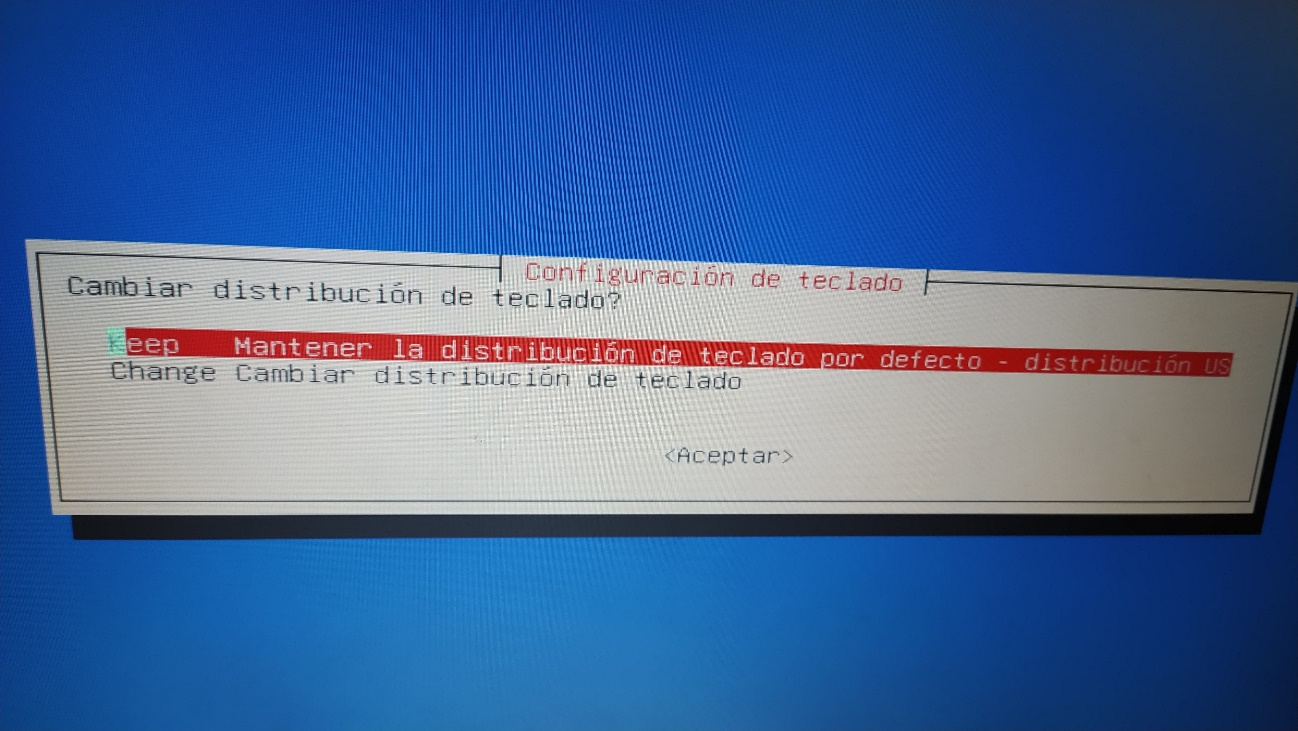 Configuración de teclado
Cambiar distribución de teclado?
Keep Mantener la distribución de teclado por defecto - distribución US
Change Cambiar distribución de teclado
<Aceptar>